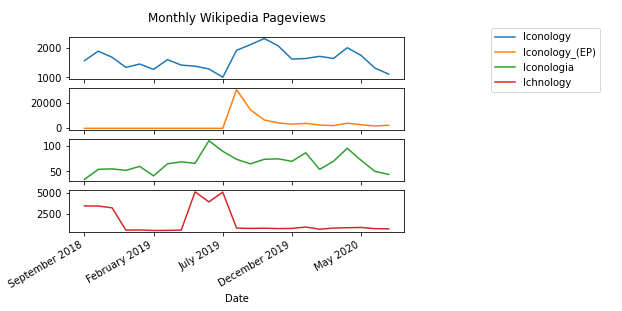 Monthly Wikipedia Pageviews
Iconology
Iconology_(EP)
Iconologia
Ichnology
2000
1000
20000
0
100
50
5000
2500
September 2018
February 2019
July 2019
December 2019
May 2020
Date